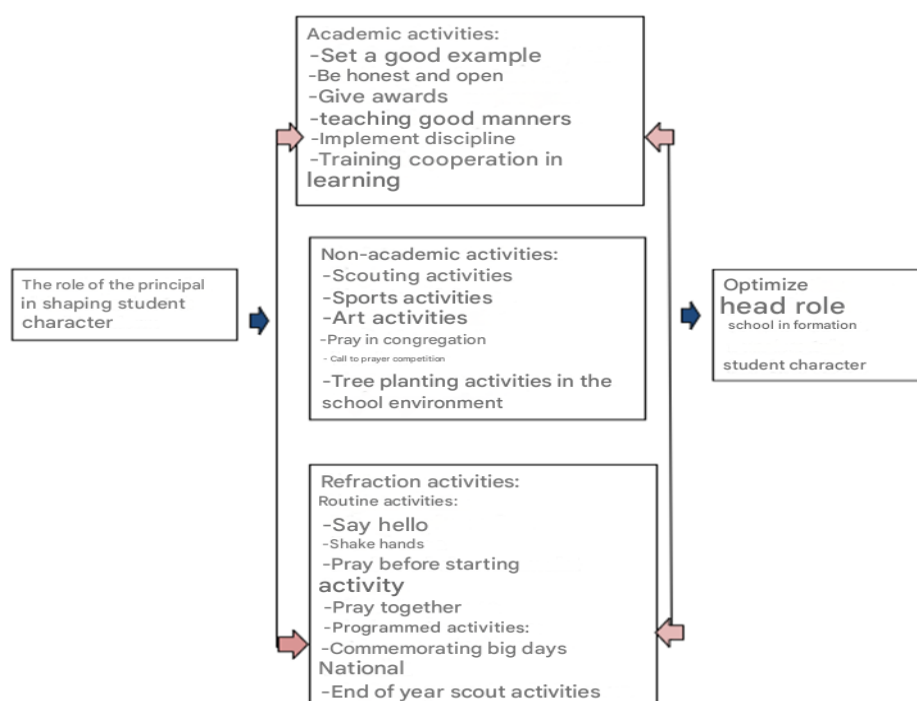 Academic activities:
-Set a good example
-Be honest and open
-Give awards
-teaching good manners
-Implement discipline
-Training cooperation in
learning
The role of the principal
in shaping student
character
Non-academic activities:
-Scouting activities
-Sports activities
-Art activities
-Pray in congregation
- Call to prayer competition
-Tree planting activities in the
school environment
Optimize
head role
school in formation
student character
Refraction activities:
Routine activities:
-Say hello
-Shake hands
-Pray before starting
activity
-Pray together
-Programmed activities:
-Commemorating big days
National
-End of year scout activities